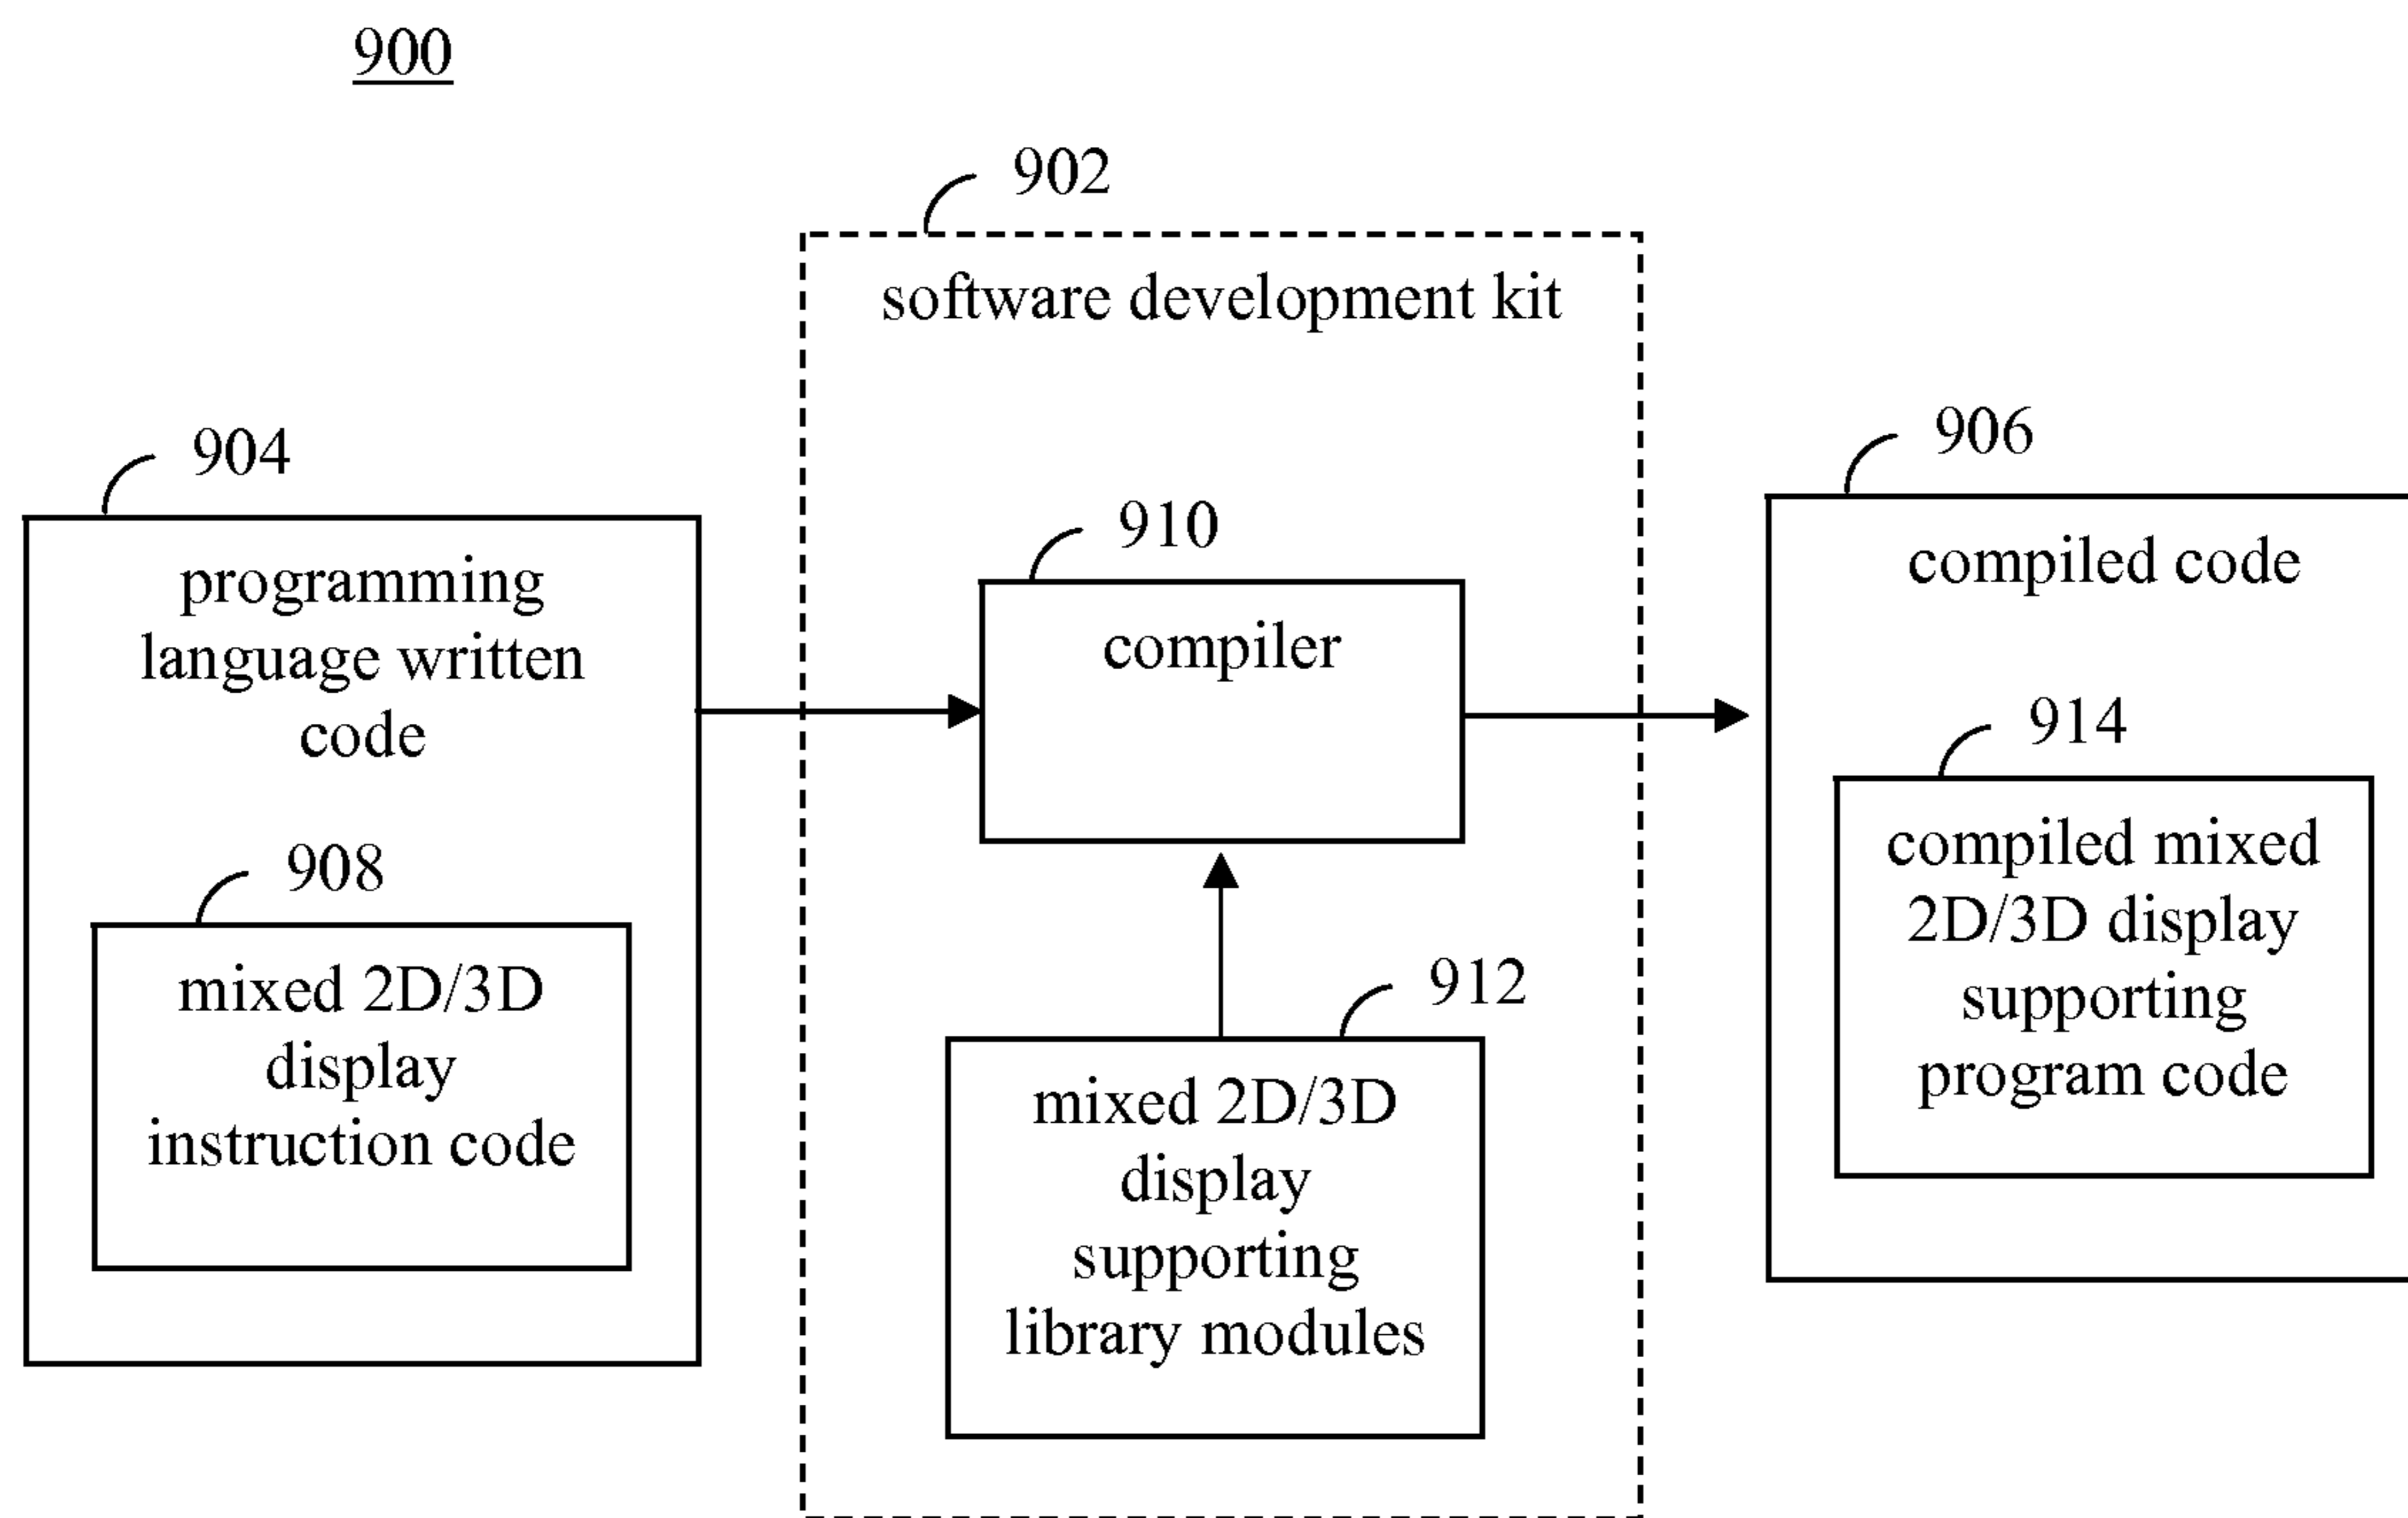 900
902
software development kit
904
programming
language written
code
908
mixed 2D/3D
display
instruction code
910
compiler
912
mixed 2D/3D
display
supporting
library modules
906
compiled code
914
compiled mixed
2D/3D display
supporting
program code